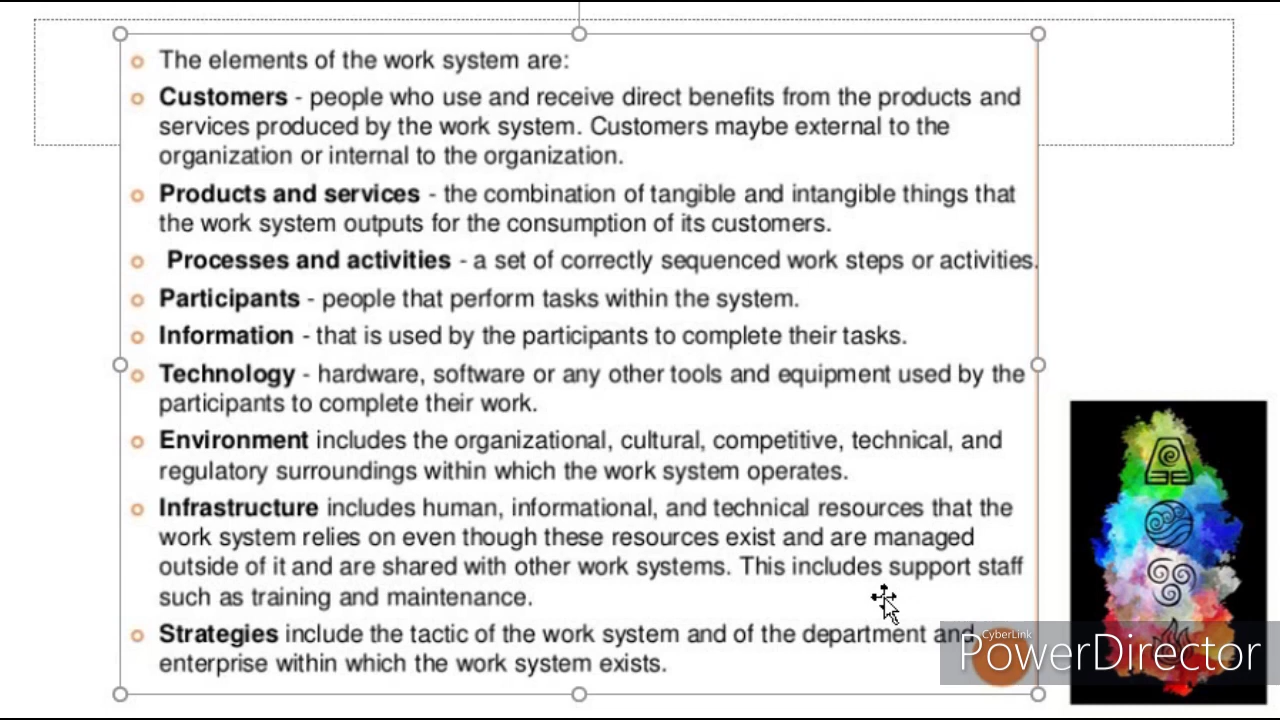 The elements of the work system are:
Customers - people who use and receive direct benefits from the products and
services produced by the work system. Customers maybe external to the
organization or internal to the organization.
Products and services - the combination of tangible and intangible things that
the work system outputs for the consumption of its customers.
Processes and activities - a set of correctly sequenced work steps or activities.
Participants - people that perform tasks within the system.
Information - that is used by the participants to complete their tasks.
Technology - hardware, software or any other tools and equipment used by the
participants to complete their work.
Environment includes the organizational, cultural, competitive, technical, and
regulatory surroundings within which the work system operates.
Infrastructure includes human, informational, and technical resources that the
work system relies on even though these resources exist and are managed
outside of it and are shared with other work systems. This includes support staff
such as training and maintenance.
Strategies include the tactic of the work system and of the department and
enterprise within which the work system exists.
CyberLink
PowerDirector